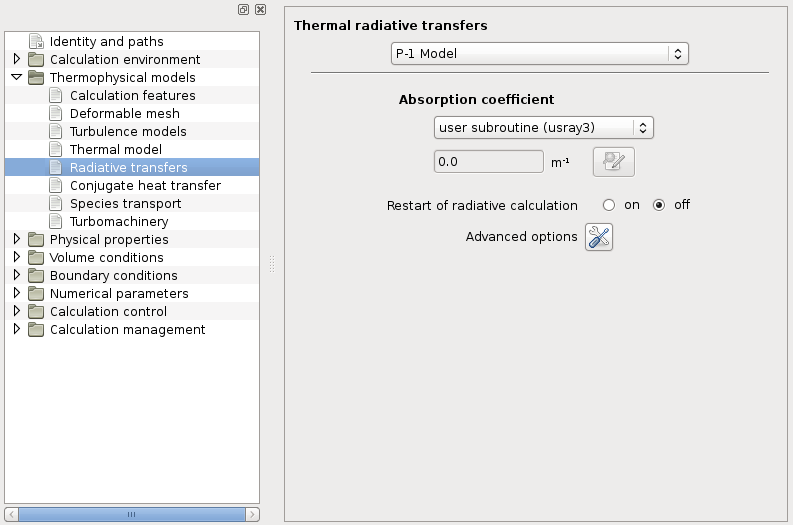 Identity and paths
Calculation environment
Thermophysical models
Calculation features
Deformable mesh
Turbulence models
Thermal model
Radiative transfers
Conjugate heat transfer
Species transport
Turbomachinery
Physical properties
Volume conditions
Boundary conditions
Numerical parameters
Calculation control
Calculation management
Thermal radiative transfers
P-1 Model
Absorption coefficient
user subroutine (usray3)
0.0 m⁻¹
Restart of radiative calculation on off
Advanced options